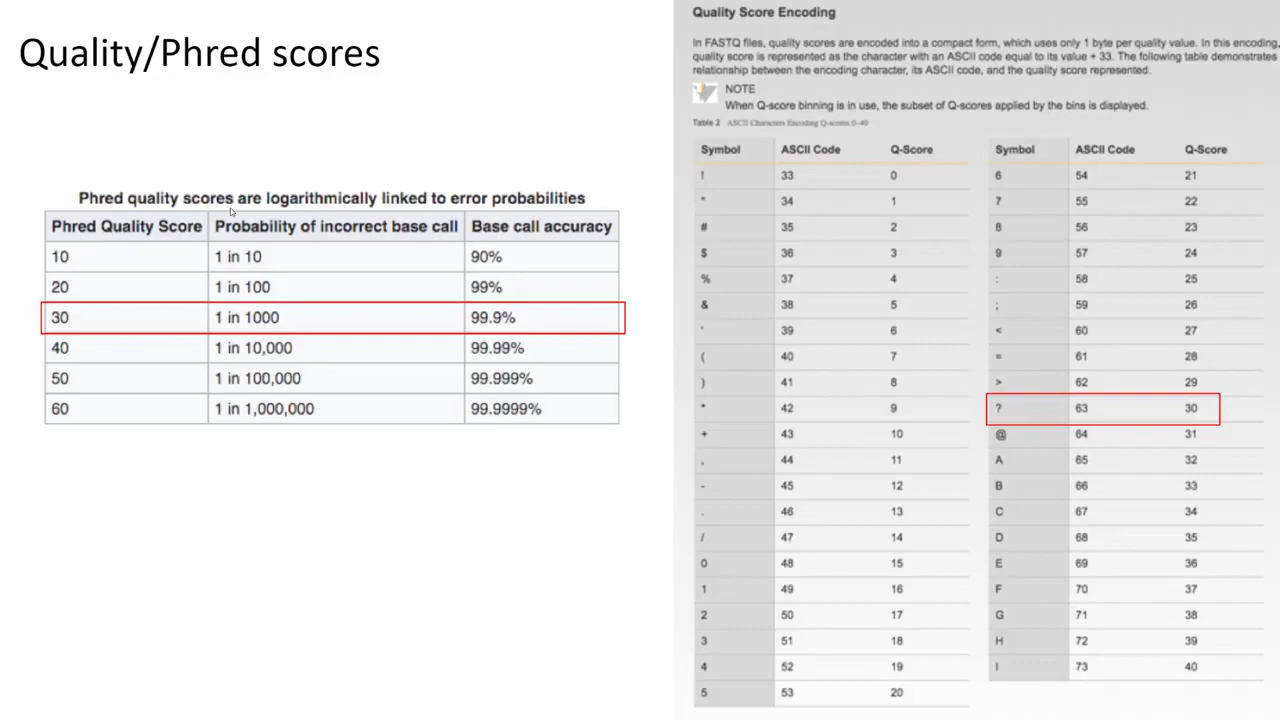 Quality/Phred scores
Phred quality scores are logarithmically linked to error probabilities
Phred Quality Score Probability of incorrect base call Base call accuracy
10 1 in 10 90%
20 1 in 100 99%
30 1 in 1000 99.9%
40 1 in 10,000 99.99%
50 1 in 100,000 99.999%
60 1 in 1,000,000 99.9999%
Quality Score Encoding
In FASTQ files, quality scores are encoded into a compact form, which uses only 1 byte per quality value. In this encoding,
quality score is represented as the character with an ASCII code equal to its value + 33. The following table demonstrates
relationship between the encoding character, its ASCII code, and the quality score represented.
NOTE
When Q-score binning is in use, the subset of Q-scores applied by the bins is displayed.
Table 2 ASCII Characters Encoding Q-scores 0-40
Symbol ASCII Code Q-Score
! 33 0
" 34 1
# 35 2
$ 36 3
% 37 4
& 38 5
' 39 6
( 40 7
) 41 8
* 42 9
+ 43 10
, 44 11
- 45 12
. 46 13
/ 47 14
0 48 15
1 49 16
2 50 17
3 51 18
4 52 19
5 53 20
Symbol ASCII Code Q-Score
6 54 21
7 55 22
8 56 23
9 57 24
: 58 25
; 59 26
< 60 27
= 61 28
> 62 29
? 63 30
@ 64 31
A 65 32
B 66 33
C 67 34
D 68 35
E 69 36
F 70 37
G 71 38
H 72 39
I 73 40